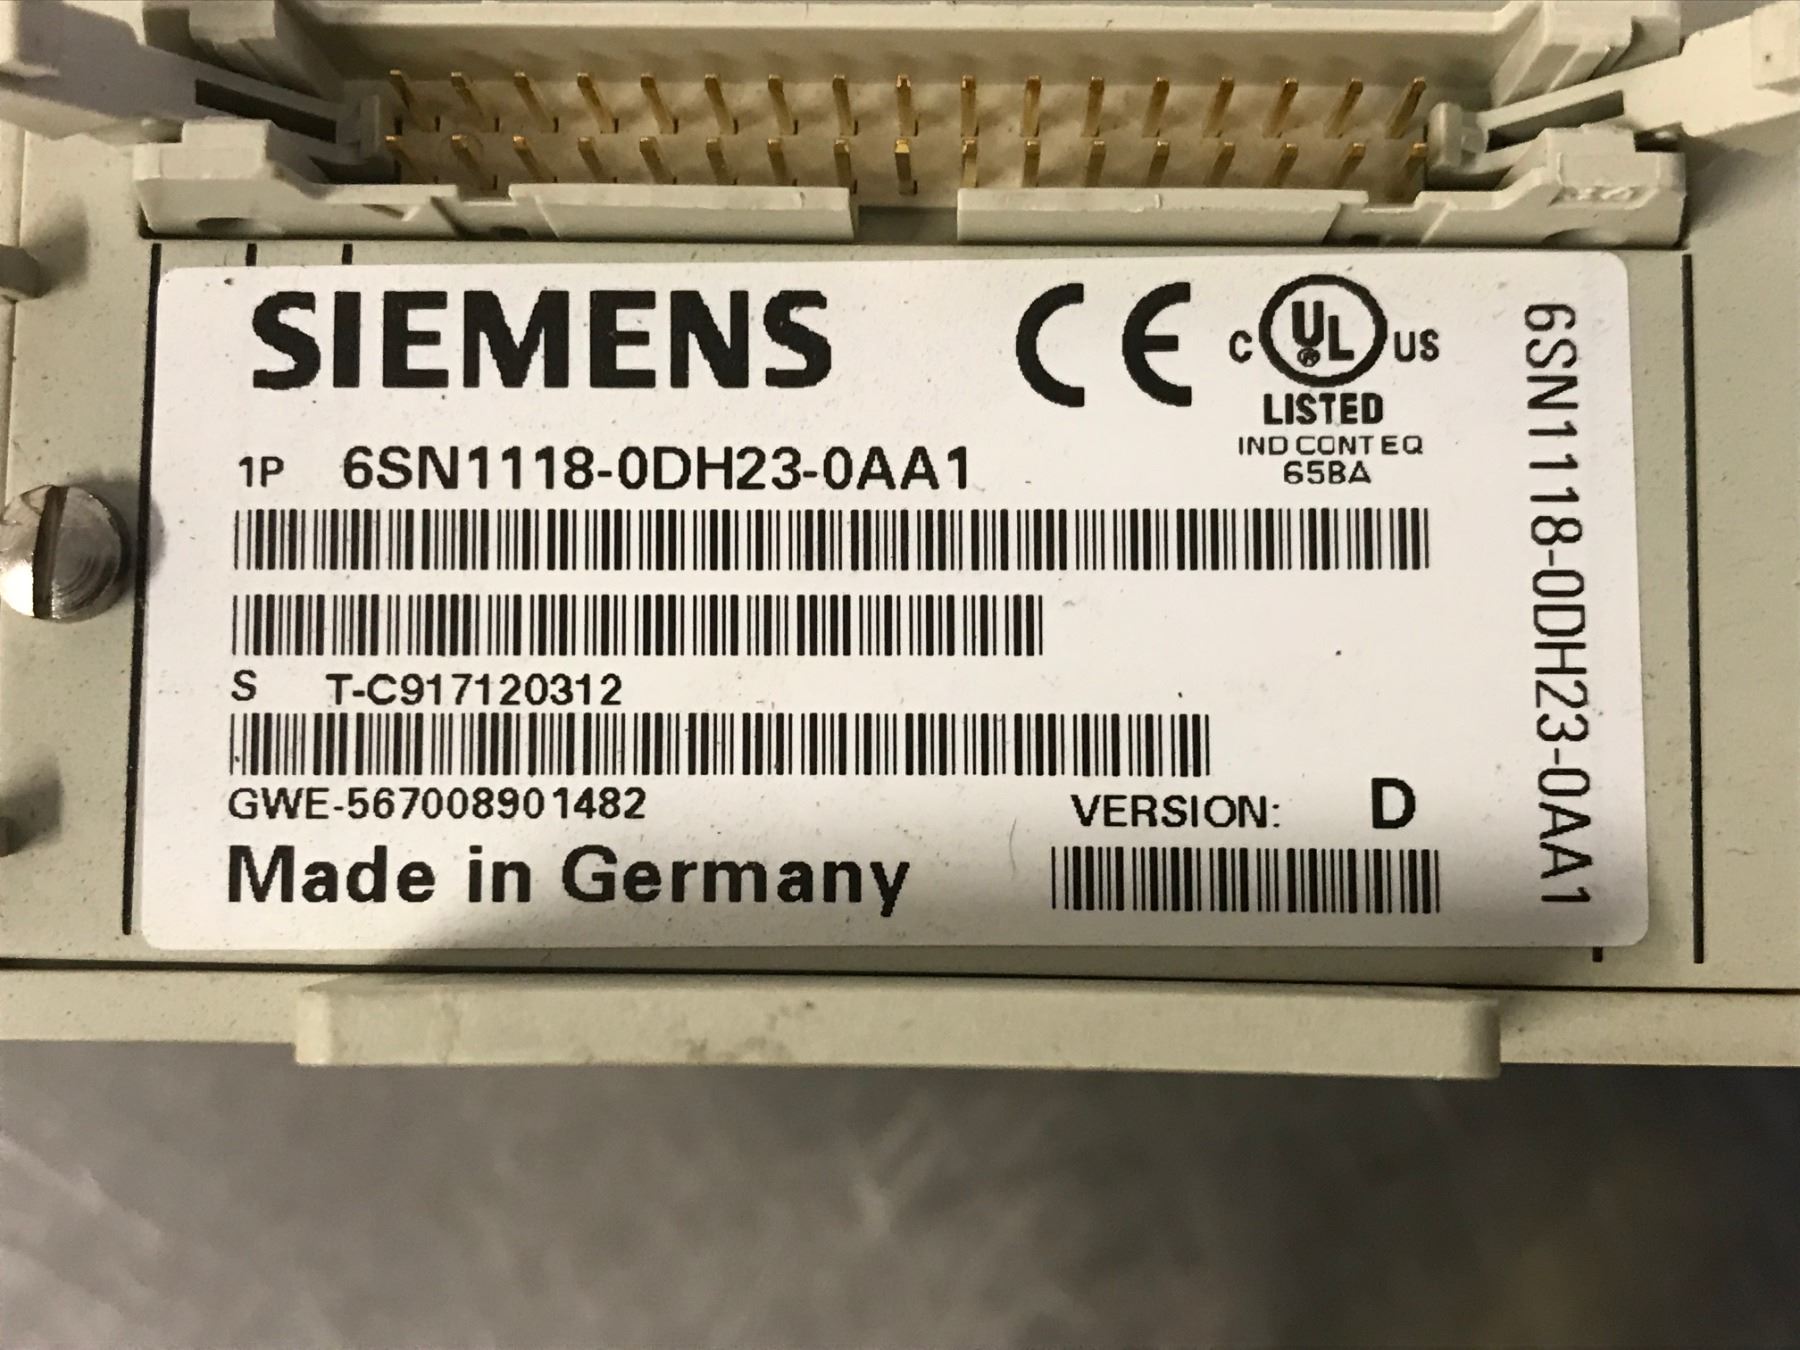 SIEMENS
CE
C UL US
LISTED
IND CONT EQ
65BA
1P 6SN1118-0DH23-0AA1
S T-C917120312
GWE-567008901482
VERSION: D
Made in Germany
6SN1118-0DH23-0AA1